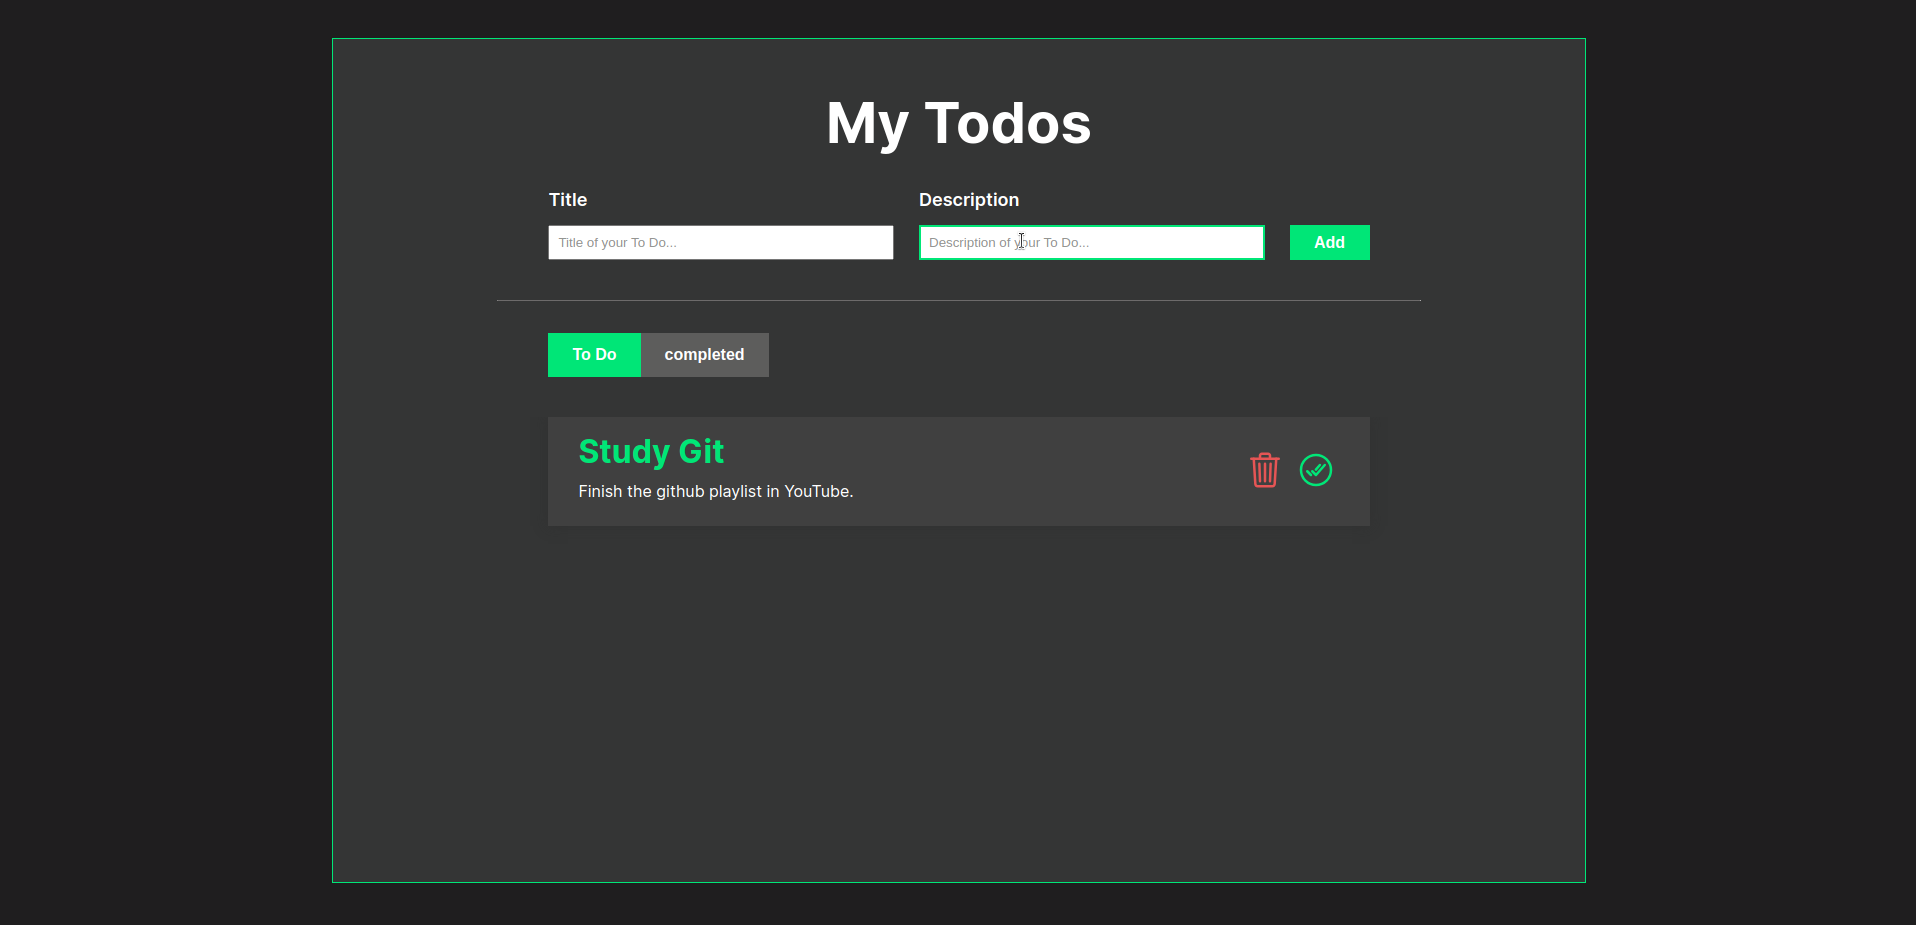 My Todos
Title
Description
Title of your To Do...
Description of your To Do...
Add
To Do
completed
Study Git
Finish the github playlist in YouTube.